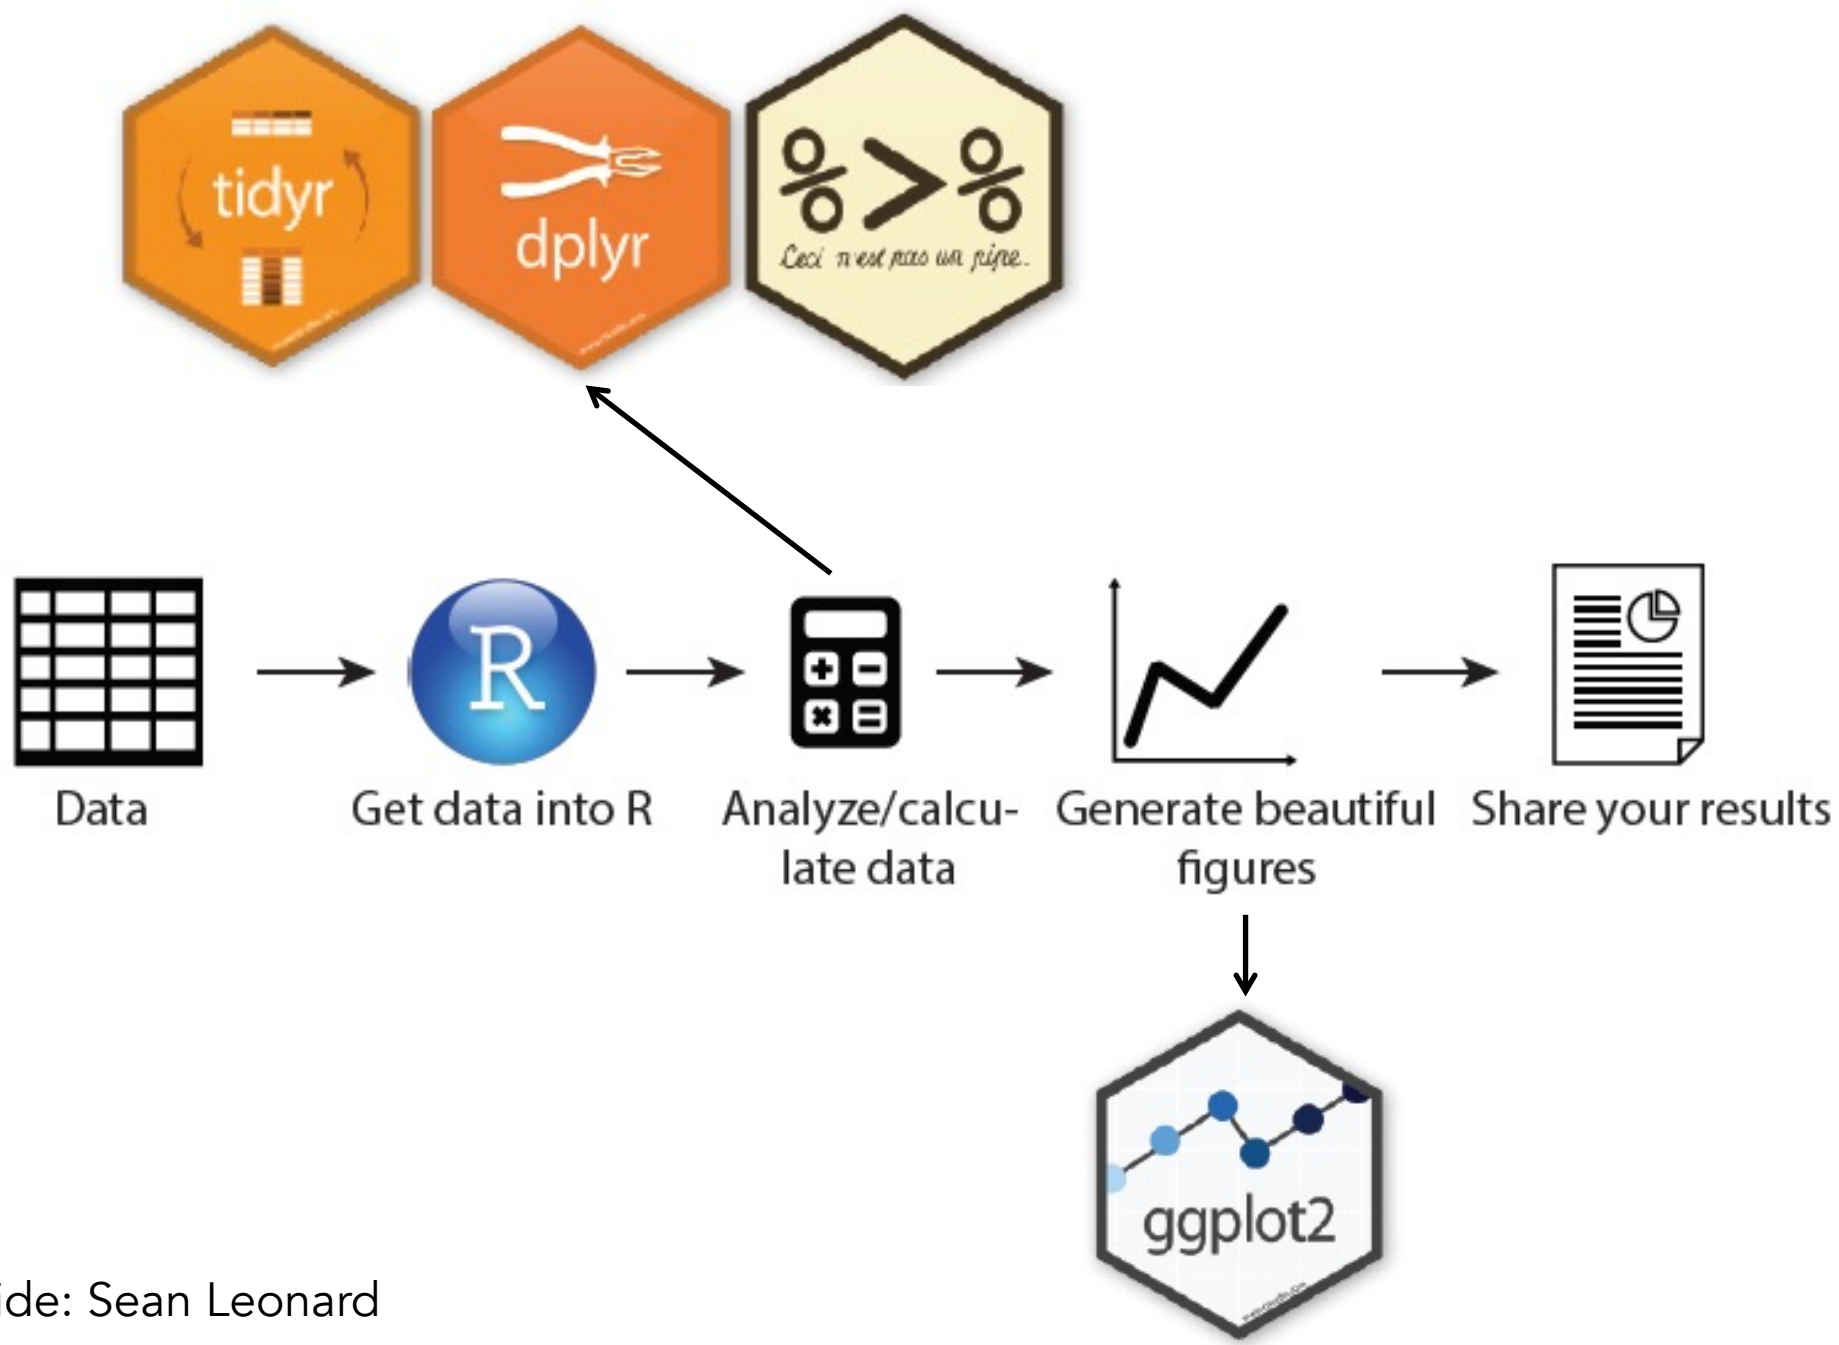 tidyr
dplyr
%>%
Ceci n'est pas un pipe.
R
Data
Get data into R
Analyze/calcu-
late data
Generate beautiful
figures
Share your results
ggplot2
ide: Sean Leonard